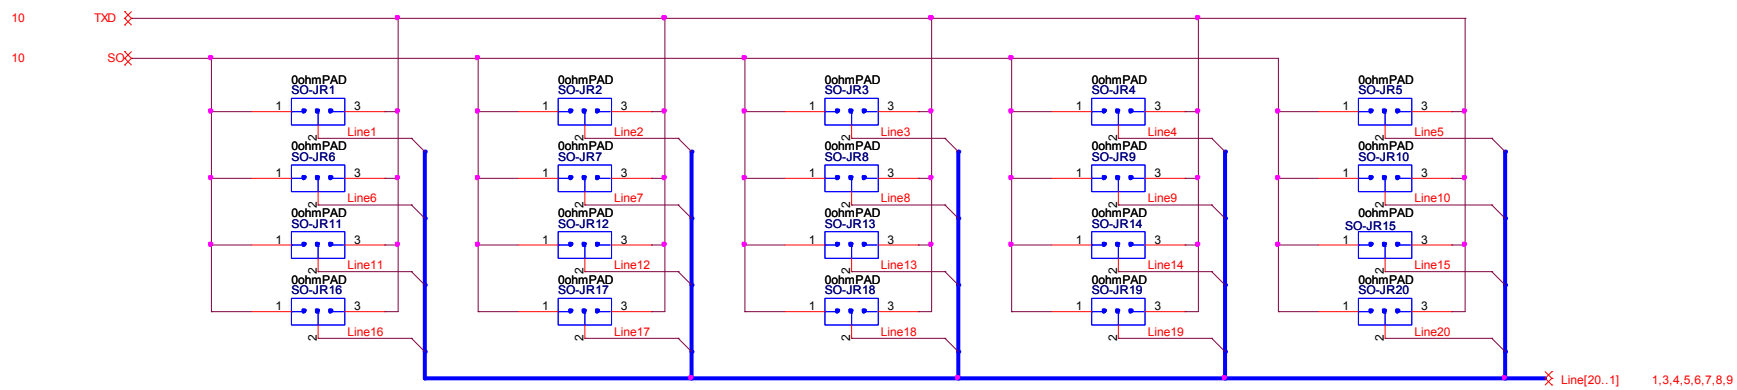 10 TXD
10 SO
0ohmPAD 0ohmPAD 0ohmPAD 0ohmPAD 0ohmPAD
SO-JR1 SO-JR2 SO-JR3 SO-JR4 SO-JR5
1 3 1 3 1 3 1 3 1 3
2 Line1 2 Line2 2 Line3 2 Line4 2 Line5
0ohmPAD 0ohmPAD 0ohmPAD 0ohmPAD 0ohmPAD
SO-JR6 SO-JR7 SO-JR8 SO-JR9 SO-JR10
1 3 1 3 1 3 1 3 1 3
2 Line6 2 Line7 2 Line8 2 Line9 2 Line10
0ohmPAD 0ohmPAD 0ohmPAD 0ohmPAD 0ohmPAD
SO-JR11 SO-JR12 SO-JR13 SO-JR14 SO-JR15
1 3 1 3 1 3 1 3 1 3
2 Line11 2 Line12 2 Line13 2 Line14 2 Line15
0ohmPAD 0ohmPAD 0ohmPAD 0ohmPAD 0ohmPAD
SO-JR16 SO-JR17 SO-JR18 SO-JR19 SO-JR20
1 3 1 3 1 3 1 3 1 3
2 Line16 2 Line17 2 Line18 2 Line19 2 Line20
Line[20..1] 1,3,4,5,6,7,8,9